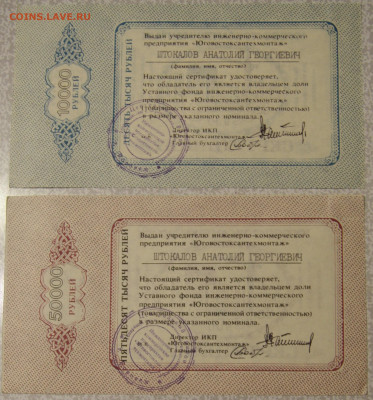 COINS.SU
10000
РУБЛЕЙ
ДЕСЯТЬ ТЫСЯЧ РУБЛЕЙ
Выдан учредителю инженерно-коммерческого
предприятия «Юговостоксантехмонтаж»
ШТОКАЛОВ АНАТОЛИЙ ГЕОРГИЕВИЧ
(фамилия, имя, отчество)
Настоящий сертификат удостоверяет,
что обладатель его является владельцем доли
Уставного фонда инженерно-коммерческого
предприятия «Юговостоксантехмонтаж»
(товарищества с ограниченной ответственностью)
в размере указанного номинала.
Директор ИКП
«Юговостоксантехмонтаж»
Главный бухгалтер
50000
РУБЛЕЙ
ПЯТЬДЕСЯТ ТЫСЯЧ РУБЛЕЙ
Выдан учредителю инженерно-коммерческого
предприятия «Юговостоксантехмонтаж»
ШТОКАЛОВ АНАТОЛИЙ ГЕОРГИЕВИЧ
(фамилия, имя, отчество)
Настоящий сертификат удостоверяет,
что обладатель его является владельцем доли
Уставного фонда инженерно-коммерческого
предприятия «Юговостоксантехмонтаж»
(товарищества с ограниченной ответственностью)
в размере указанного номинала.
Директор ИКП
«Юговостоксантехмонтаж»
Главный бухгалтер